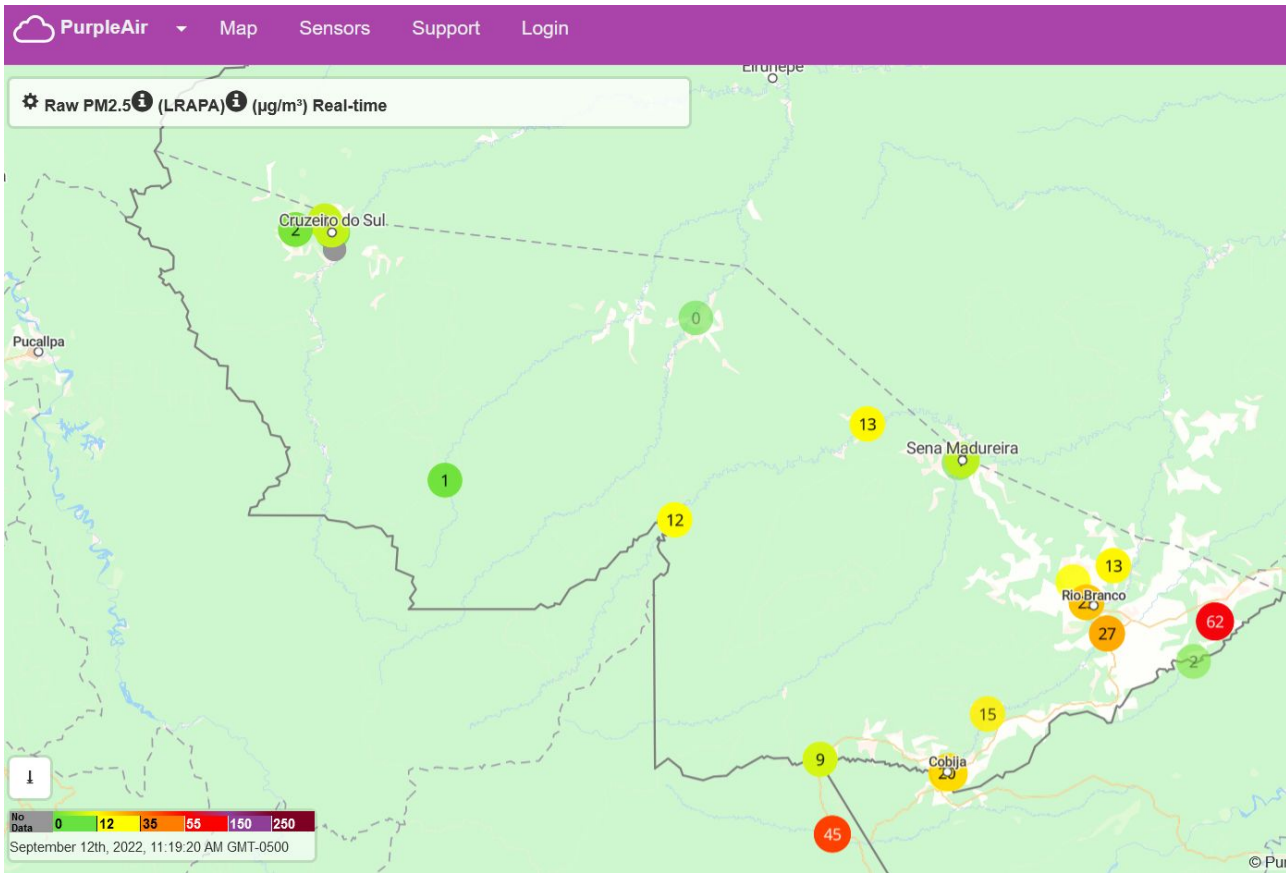 PurpleAir Map Sensors Support Login
Eirunepe
Raw PM2.5 (LRAPA) (µg/m³) Real-time
Cruzeiro do Sul
2
0
Pucallpa
13
Sena Madureira
1
12
13
Rio Branco
27
62
2
15
9
Cobija
20
45
No Data 0 12 35 55 150 250
September 12th, 2022, 11:19:20 AM GMT-0500
©